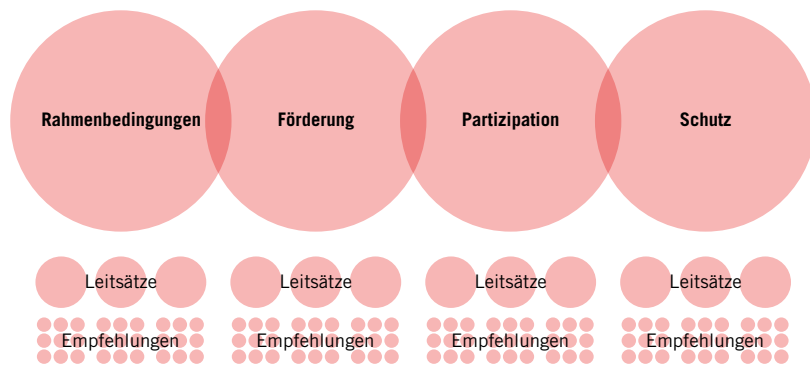 Rahmenbedingungen Förderung Partizipation Schutz
Leitsätze Leitsätze Leitsätze Leitsätze
Empfehlungen Empfehlungen Empfehlungen Empfehlungen